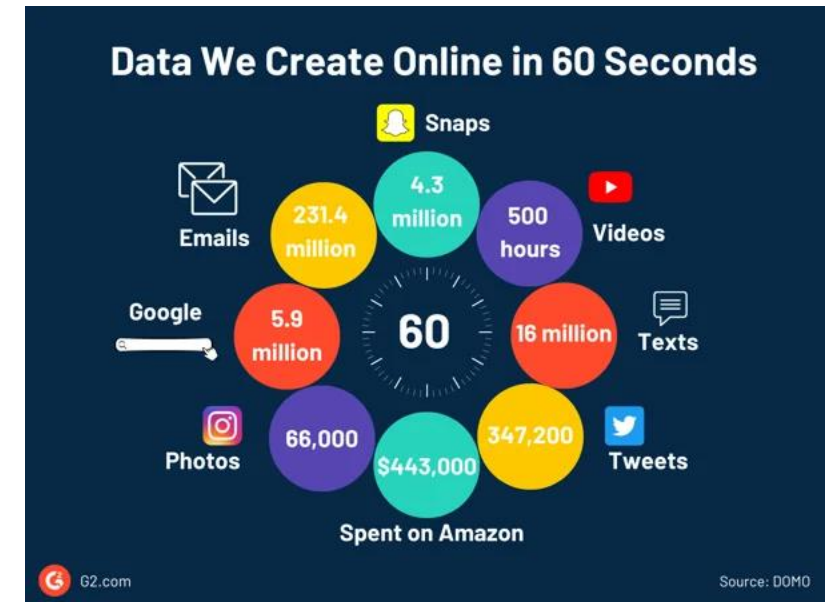 Data We Create Online in 60 Seconds
Snaps
4.3
million
500
hours
Videos
16 million
Texts
347,200
Tweets
$443,000
Spent on Amazon
66,000
Photos
5.9
million
Google
231.4
million
Emails
60
G2.com
Source: DOMO